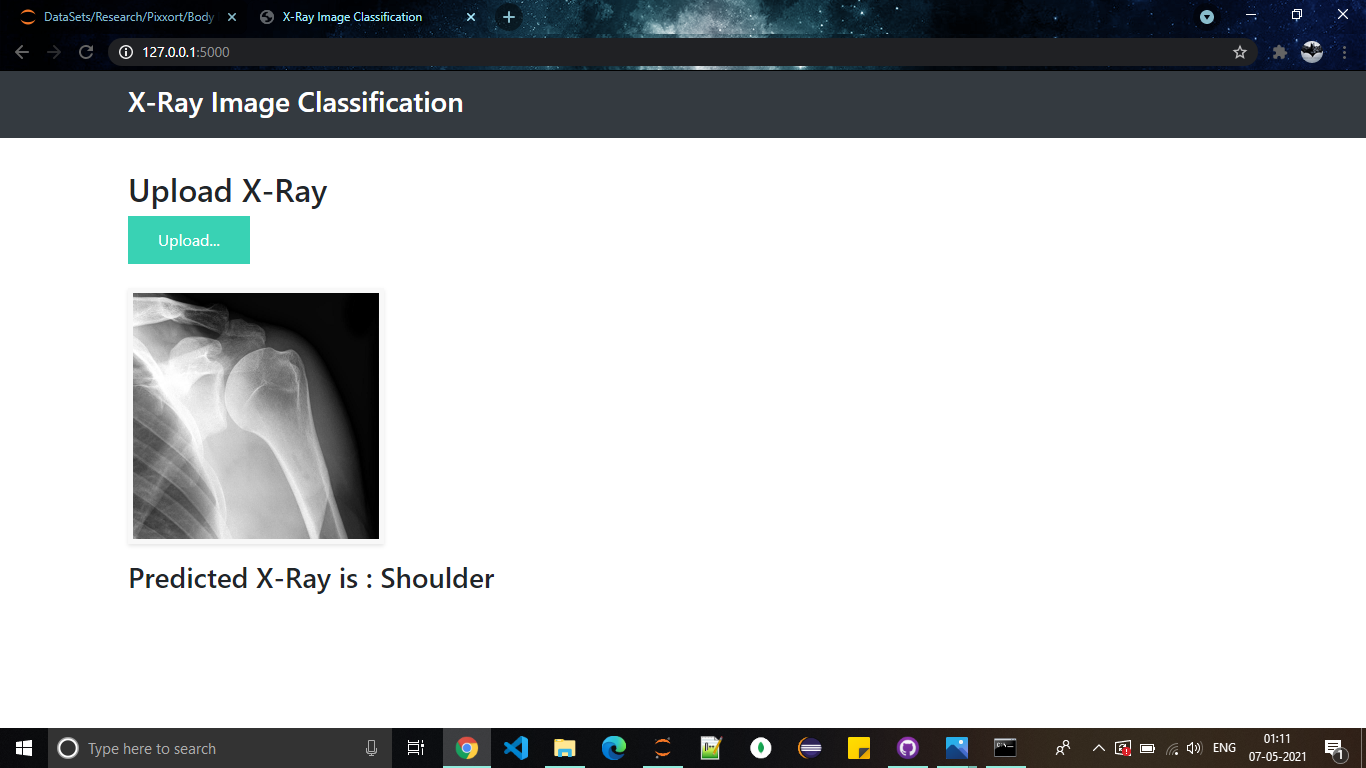 DataSets/Research/Pixxort/Body
X-Ray Image Classification
127.0.0.1:5000
X-Ray Image Classification
Upload X-Ray
Upload...
Predicted X-Ray is : Shoulder
Type here to search
ENG
01:11
07-05-2021
1